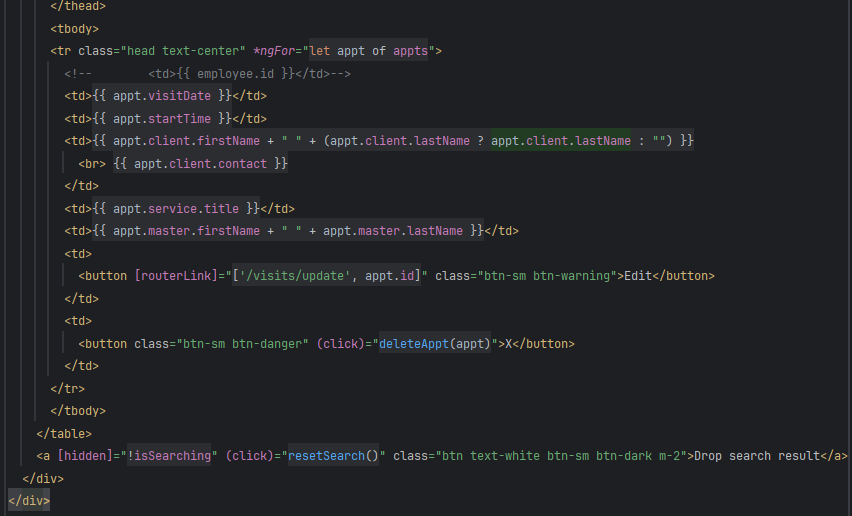 </thead>
<tbody>
<tr class="head text-center" *ngFor="let appt of appts">
<!--        <td>{{ employee.id }}</td>-->
<td>{{ appt.visitDate }}</td>
<td>{{ appt.startTime }}</td>
<td>{{ appt.client.firstName + " " + (appt.client.lastName ? appt.client.lastName : "") }}
<br> {{ appt.client.contact }}
</td>
<td>{{ appt.service.title }}</td>
<td>{{ appt.master.firstName + " " + appt.master.lastName }}</td>
<td>
<button [routerLink]="['/visits/update', appt.id]" class="btn-sm btn-warning">Edit</button>
</td>
<td>
<button class="btn-sm btn-danger" (click)="deleteAppt(appt)">X</button>
</td>
</tr>
</tbody>
</table>
<a [hidden]="!isSearching" (click)="resetSearch()" class="btn text-white btn-sm btn-dark m-2">Drop search result</a>
</div>
</div>